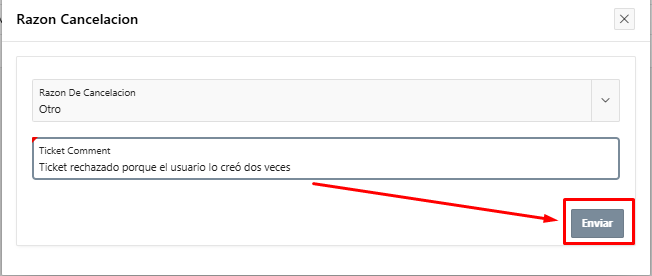 Razon Cancelacion
Razon De Cancelacion
Otro
Ticket Comment
Ticket rechazado porque el usuario lo creó dos veces
Enviar